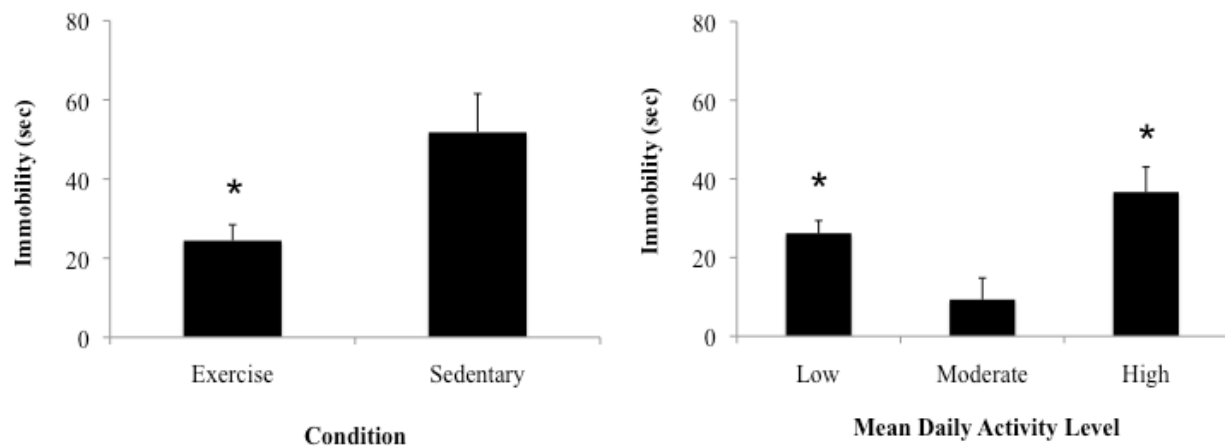 80
60
40
20
0
Immobility (sec)
*
Exercise
Sedentary
Condition
80
60
40
20
0
Immobility (sec)
*
*
Low
Moderate
High
Mean Daily Activity Level